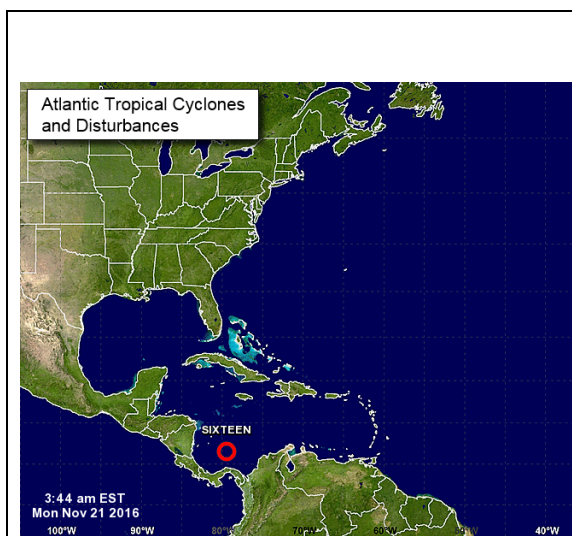 Atlantic Tropical Cyclones
and Disturbances
SIXTEEN
3:44 am EST
Mon Nov 21 2016
100°W 90°W 80°W 70°W 60°W 50°W 40°W